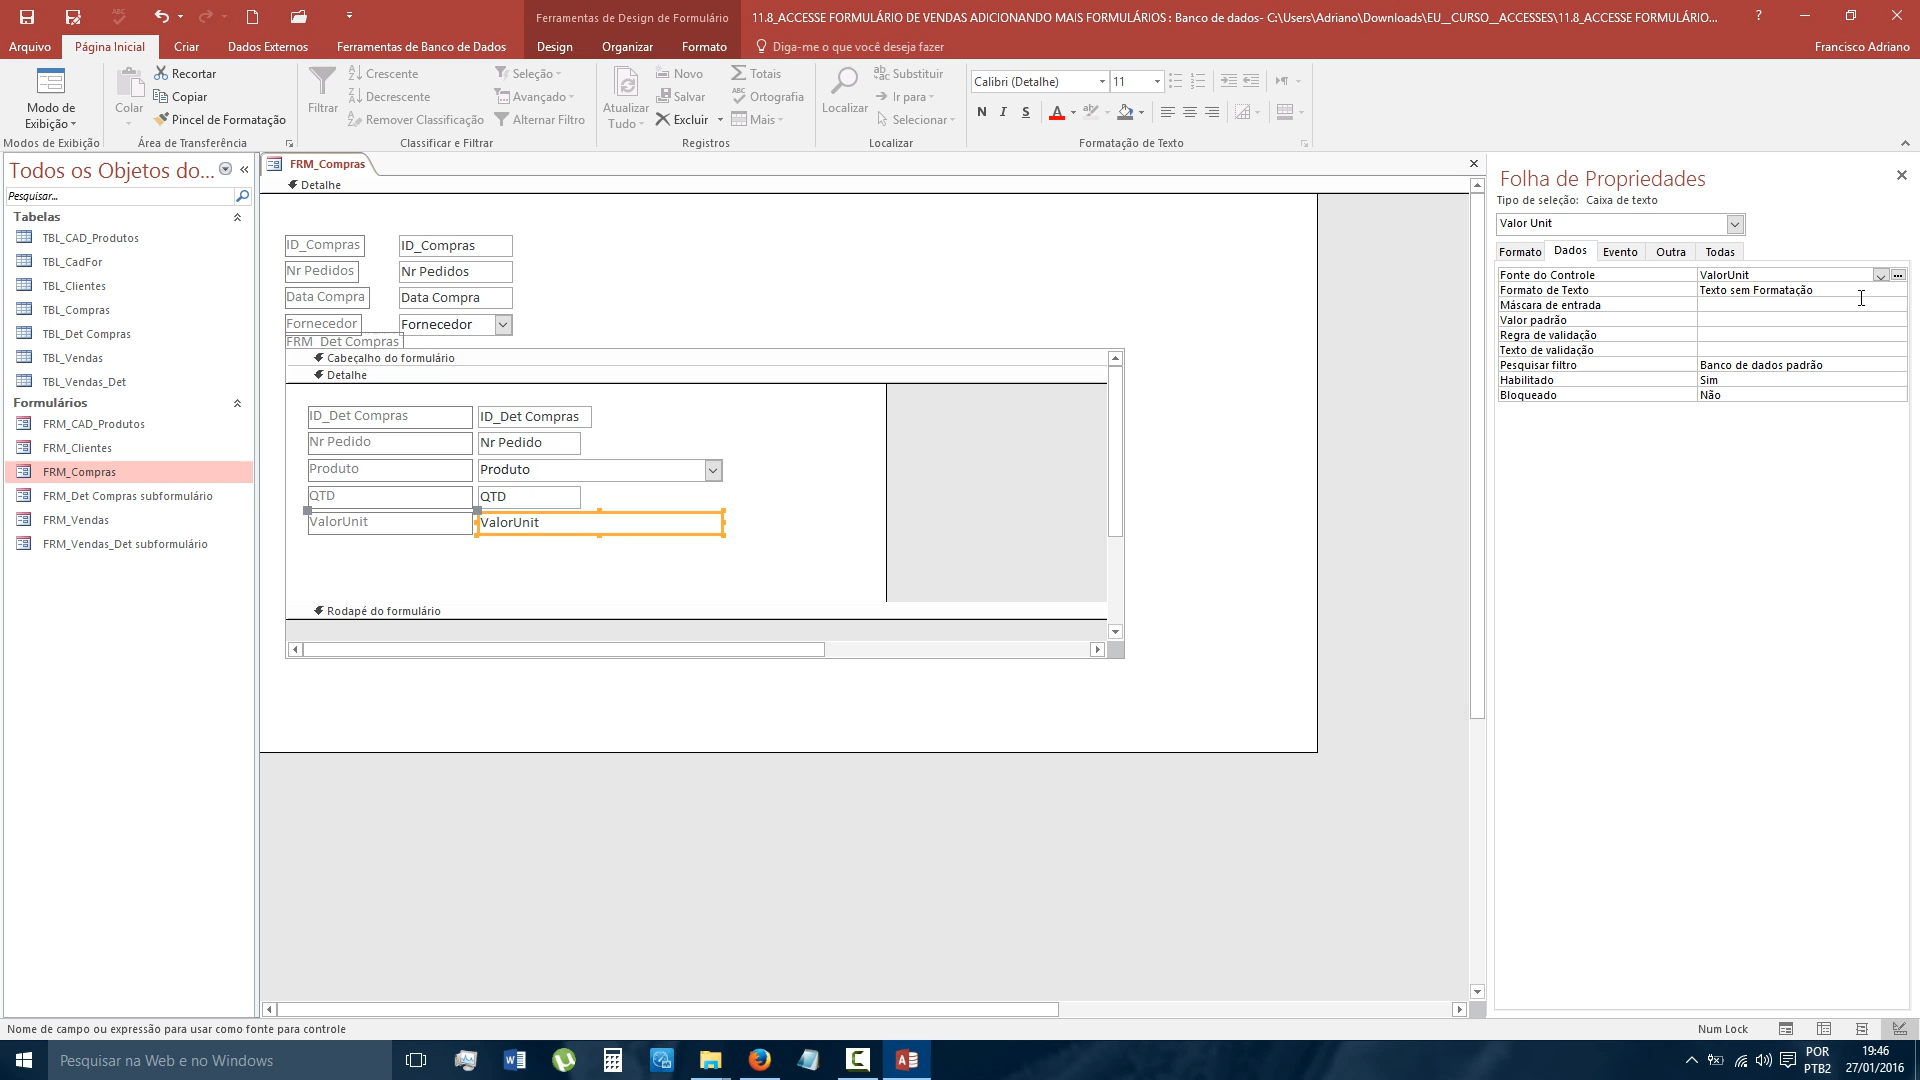 Ferramentas de Design de Formulário
11.8_ACCESSE FORMULÁRIO DE VENDAS ADICIONANDO MAIS FORMULÁRIOS : Banco de dados- C:\Users\Adriano\Downloads\EU__CURSO__ACCESSES\11.8_ACCESSE FORMULÁRIO...
?
Arquivo
Página Inicial
Criar
Dados Externos
Ferramentas de Banco de Dados
Design
Organizar
Formato
Diga-me o que você deseja fazer
Francisco Adriano
Modo de Exibição
Modos de Exibição
Colar
Recortar
Copiar
Pincel de Formatação
Área de Transferência
Filtrar
Crescente
Decrescente
Remover Classificação
Seleção
Avançado
Alternar Filtro
Classificar e Filtrar
Atualizar Tudo
Novo
Salvar
Excluir
Totais
Ortografia
Mais
Registros
Localizar
Substituir
Ir para
Selecionar
Localizar
Calibri (Detalhe)
11
N I S
Formatação de Texto
Todos os Objetos do...
Pesquisar...
Tabelas
TBL_CAD_Produtos
TBL_CadFor
TBL_Clientes
TBL_Compras
TBL_Det Compras
TBL_Vendas
TBL_Vendas_Det
Formulários
FRM_CAD_Produtos
FRM_Clientes
FRM_Compras
FRM_Det Compras subformulário
FRM_Vendas
FRM_Vendas_Det subformulário
FRM_Compras
Detalhe
ID_Compras ID_Compras
Nr Pedidos Nr Pedidos
Data Compra Data Compra
Fornecedor Fornecedor
FRM_Det Compras
Cabeçalho do formulário
Detalhe
ID_Det Compras ID_Det Compras
Nr Pedido Nr Pedido
Produto Produto
QTD QTD
ValorUnit ValorUnit
Rodapé do formulário
Folha de Propriedades
Tipo de seleção: Caixa de texto
Valor Unit
Formato Dados Evento Outra Todas
Fonte do Controle ValorUnit
Formato de Texto Texto sem Formatação
Máscara de entrada
Valor padrão
Regra de validação
Texto de validação
Pesquisar filtro Banco de dados padrão
Habilitado Sim
Bloqueado Não
Nome de campo ou expressão para usar como fonte para controle
Num Lock
Pesquisar na Web e no Windows
POR
PTB2
19:46
27/01/2016